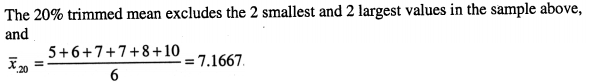 The 20% trimmed mean excludes the 2 smallest and 2 largest values in the sample above,
and
x̄.20 = (5+6+7+7+8+10)/6 = 7.1667.